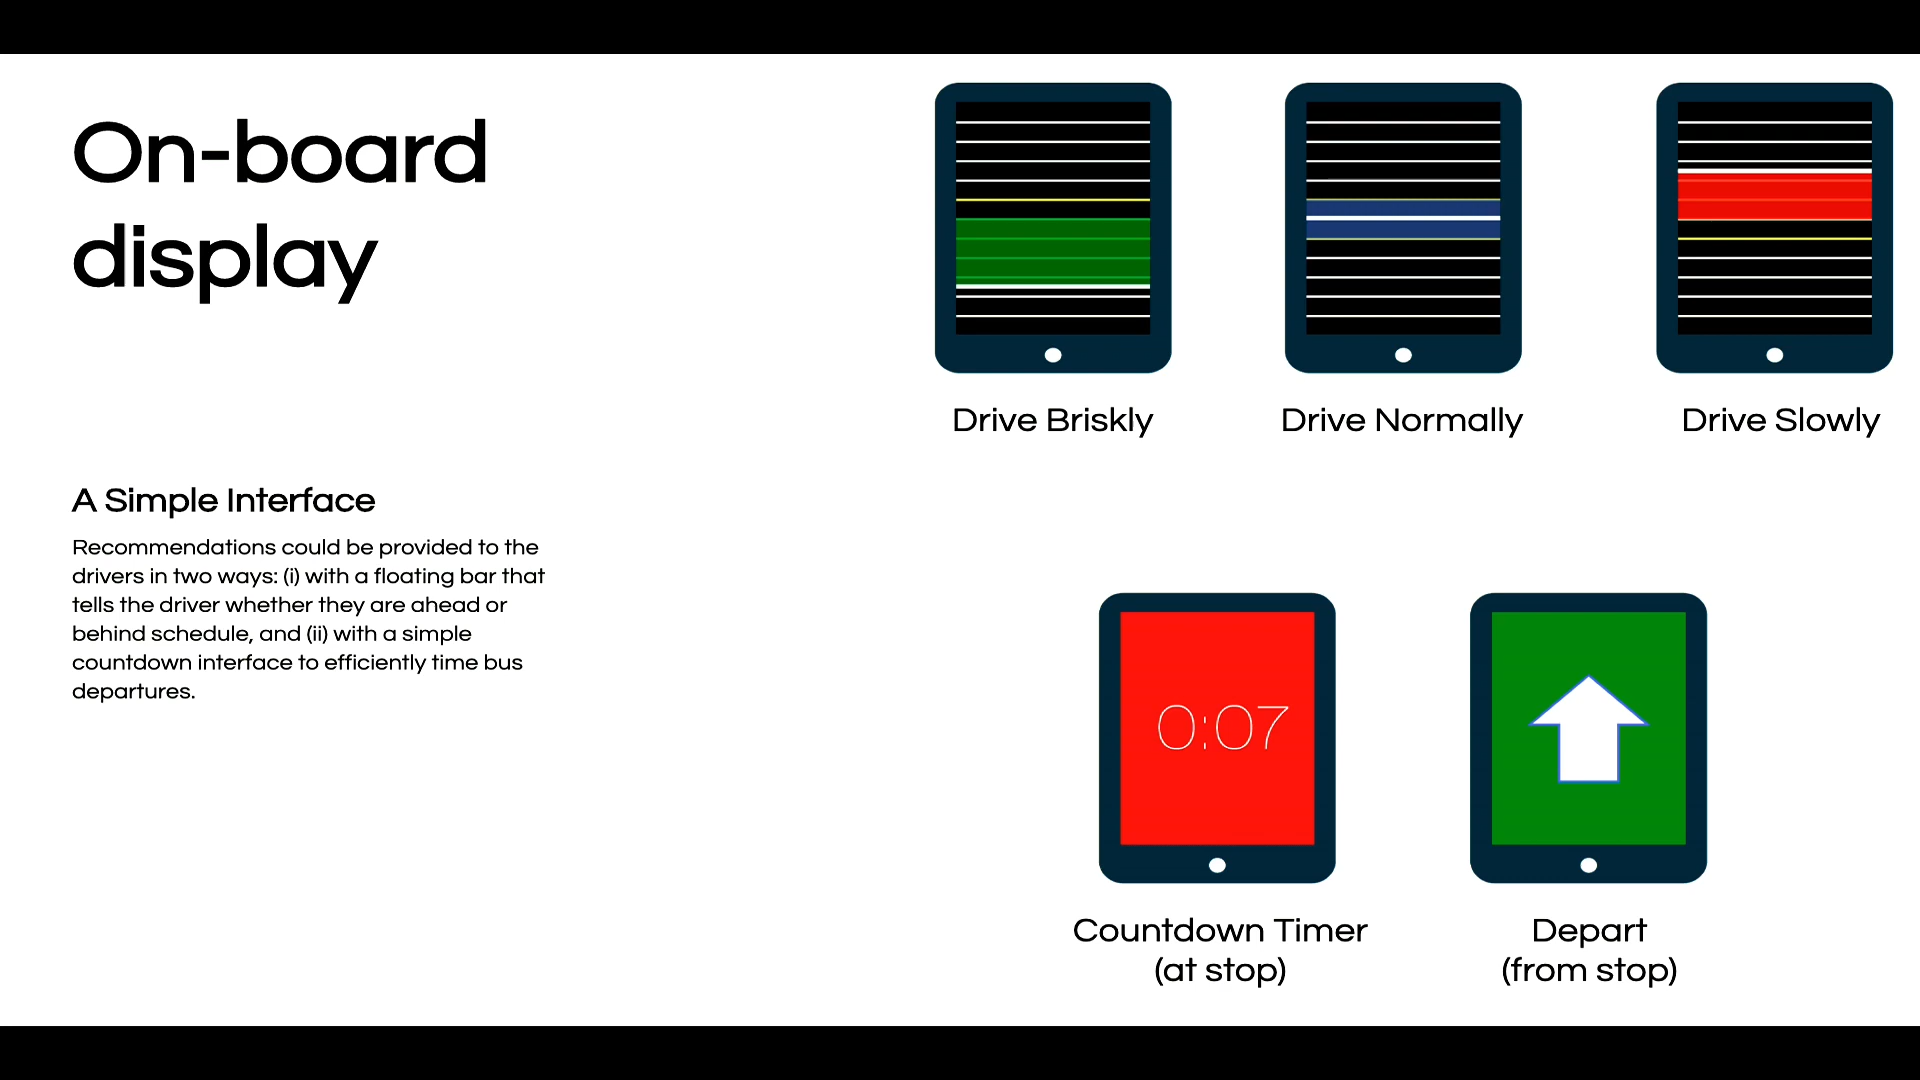 On-board
display
Drive Briskly
Drive Normally
Drive Slowly
A Simple Interface
Recommendations could be provided to the
drivers in two ways: (i) with a floating bar that
tells the driver whether they are ahead or
behind schedule, and (ii) with a simple
countdown interface to efficiently time bus
departures.
0:07
Countdown Timer
(at stop)
Depart
(from stop)